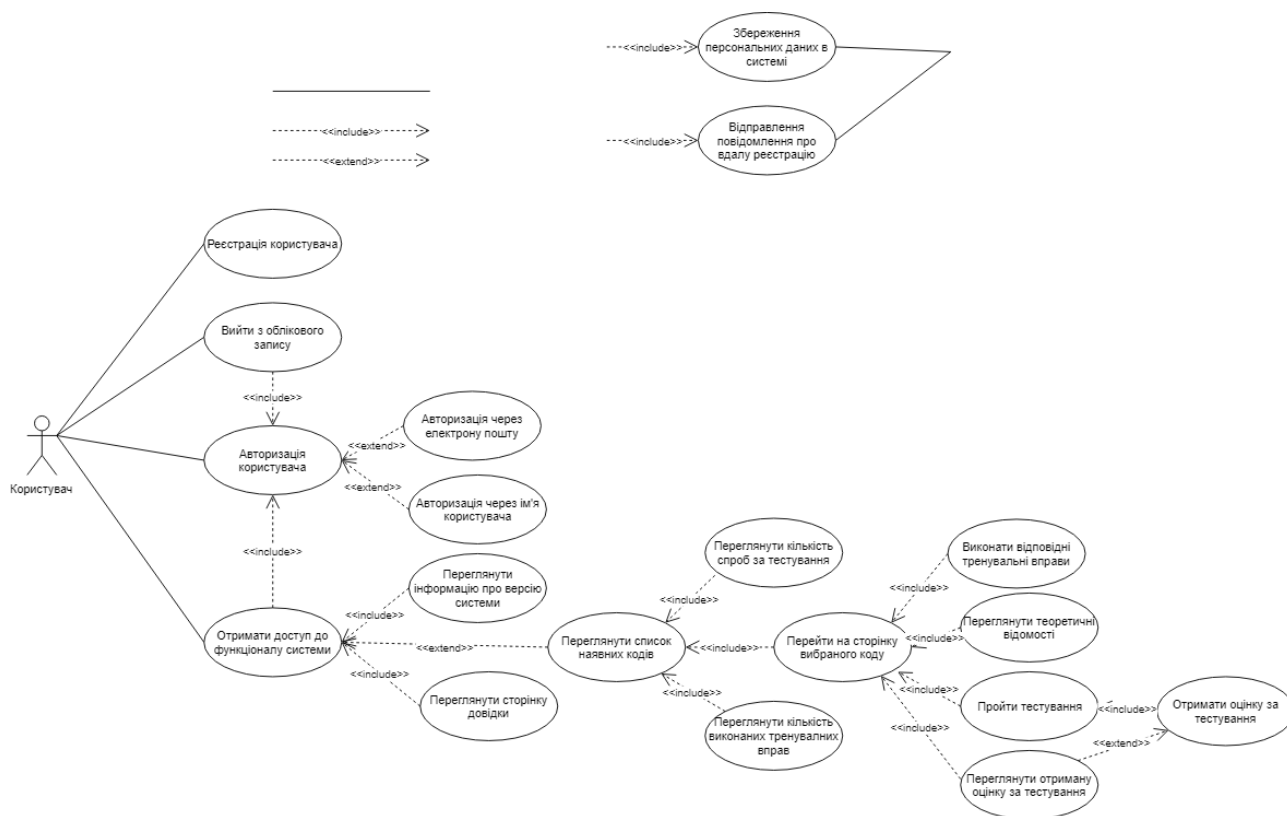 <<include>>
Збереження
персональних даних в
системі
<<include>>
<<extend>>
<<include>>
Відправлення
повідомлення про
вдалу реєстрацію
Реєстрація користувача
Вийти з облікового
запису
<<include>>
Користувач
Авторизація
користувача
<<extend>>
Авторизація через
електрону пошту
<<extend>>
Авторизація через ім'я
користувача
<<include>>
Отримати доступ до
функціоналу системи
<<include>>
Переглянути
інформацію про версію
системи
<<extend>>
<<include>>
Переглянути сторінку
довідки
Переглянути список
наявних кодів
<<include>>
Переглянути кількість
спроб за тестування
<<include>>
<<include>>
Переглянути кількість
виконаних тренувалних
вправ
Перейти на сторінку
вибраного коду
<<include>>
Виконати відповідні
тренувальні вправи
<<include>>
Переглянути теоретичні
відомості
<<include>>
Пройти тестування
<<include>>
Отримати оцінку за
тестування
<<include>>
<<extend>>
Переглянути отриману
оцінку за тестування